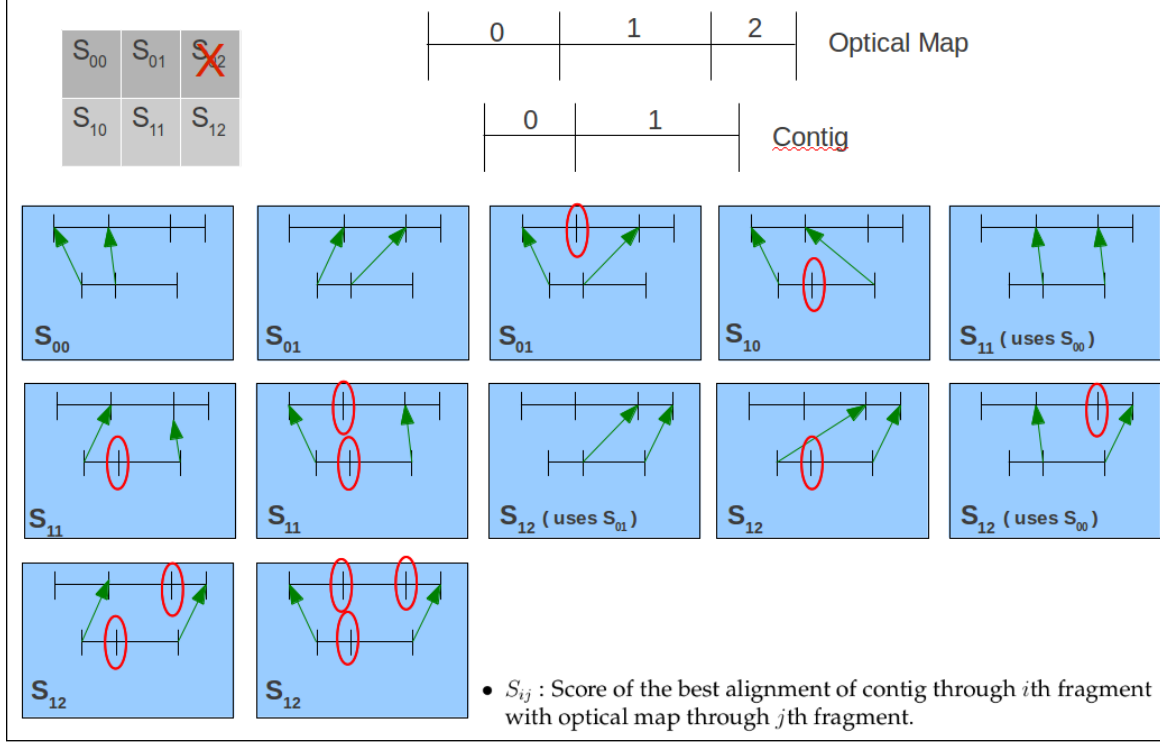 S00 S01 S02
S10 S11 S12
0 1 2
Optical Map
0 1
Contig
S00
S01
S01
S10
S11 ( uses S00 )
S11
S11
S12 ( uses S01 )
S12
S12 ( uses S00 )
S12
S12
• Sij : Score of the best alignment of contig through ith fragment
with optical map through jth fragment.